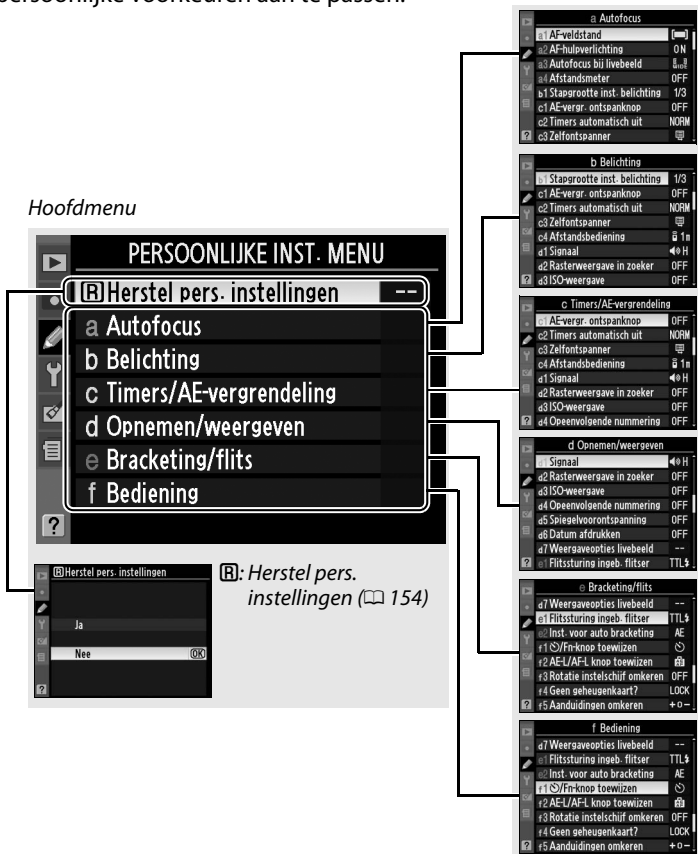 persoonlijke voorkeuren aan te passen.
Hoofdmenu
PERSOONLIJKE INST. MENU
R Herstel pers. instellingen --
a Autofocus
b Belichting
c Timers/AE-vergrendeling
d Opnemen/weergeven
e Bracketing/flits
f Bediening
?
R Herstel pers. instellingen
Ja
Nee OK
?
R: Herstel pers.
instellingen (0 154)
a Autofocus
a1 AF-veldstand
a2 AF-hulpverlichting ON
a3 Autofocus bij livebeeld WIDE
a4 Afstandsmeter OFF
b1 Stapgrootte inst. belichting 1/3
c1 AE-vergr. ontspanknop OFF
c2 Timers automatisch uit NORM
? c3 Zelfontspanner
b Belichting
b1 Stapgrootte inst. belichting 1/3
c1 AE-vergr. ontspanknop OFF
c2 Timers automatisch uit NORM
c3 Zelfontspanner
c4 Afstandsbediening 1m
d1 Signaal H
d2 Rasterweergave in zoeker OFF
? d3 ISO-weergave OFF
c Timers/AE-vergrendeling
c1 AE-vergr. ontspanknop OFF
c2 Timers automatisch uit NORM
c3 Zelfontspanner
c4 Afstandsbediening 1m
d1 Signaal H
d2 Rasterweergave in zoeker OFF
d3 ISO-weergave OFF
? d4 Opeenvolgende nummering OFF
d Opnemen/weergeven
d1 Signaal H
d2 Rasterweergave in zoeker OFF
d3 ISO-weergave OFF
d4 Opeenvolgende nummering OFF
d5 Spiegelvoorontspanning OFF
d6 Datum afdrukken OFF
d7 Weergaveopties livebeeld --
? e1 Flitssturing ingeb. flitser TTL
e Bracketing/flits
d7 Weergaveopties livebeeld --
e1 Flitssturing ingeb. flitser TTL
e2 Inst. voor auto bracketing AE
f1 /Fn-knop toewijzen
f2 AE-L/AF-L knop toewijzen
f3 Rotatie instelschijf omkeren OFF
f4 Geen geheugenkaart? LOCK
? f5 Aanduidingen omkeren +0-
f Bediening
d7 Weergaveopties livebeeld --
e1 Flitssturing ingeb. flitser TTL
e2 Inst. voor auto bracketing AE
f1 /Fn-knop toewijzen
f2 AE-L/AF-L knop toewijzen
f3 Rotatie instelschijf omkeren OFF
f4 Geen geheugenkaart? LOCK
? f5 Aanduidingen omkeren +0-